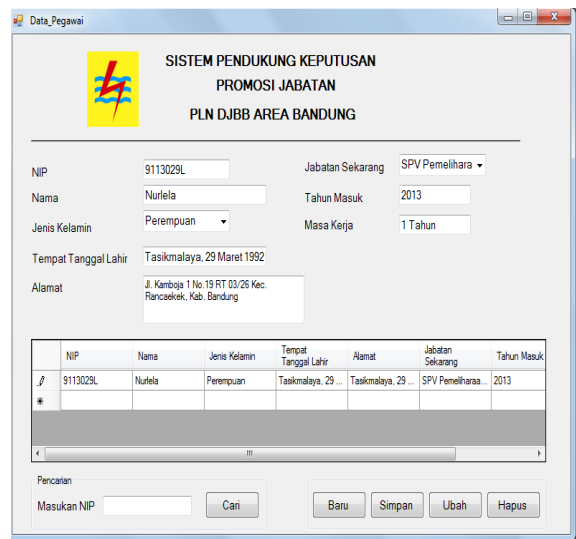 Data_Pegawai
SISTEM PENDUKUNG KEPUTUSAN
PROMOSI JABATAN
PLN DJBB AREA BANDUNG
NIP 9113029L Jabatan Sekarang SPV Pemelihara
Nama Nurlela Tahun Masuk 2013
Jenis Kelamin Perempuan Masa Kerja 1 Tahun
Tempat Tanggal Lahir Tasikmalaya, 29 Maret 1992
Alamat Jl. Kamboja 1 No.19 RT 03/26 Kec.
Rancaekek, Kab. Bandung
NIP Nama Jenis Kelamin Tempat Tanggal Lahir Alamat Jabatan Sekarang Tahun Masuk
9113029L Nurlela Perempuan Tasikmalaya, 29 ... Tasikmalaya, 29 ... SPV Pemeliharaa... 2013
Pencarian
Masukan NIP Cari Baru Simpan Ubah Hapus